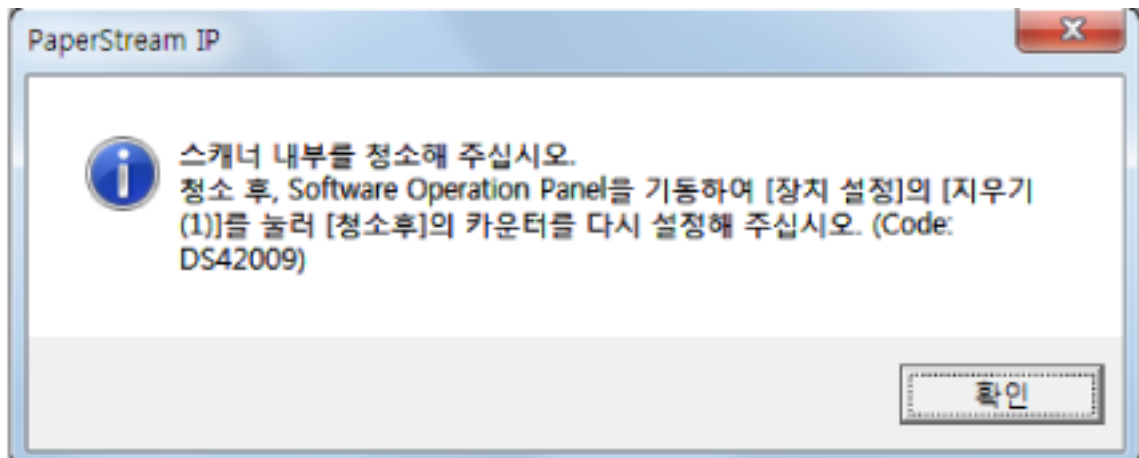 PaperStream IP
스캐너 내부를 청소해 주십시오.
청소 후, Software Operation Panel을 기동하여 [장치 설정]의 [지우기
(1)]를 눌러 [청소후]의 카운터를 다시 설정해 주십시오. (Code:
DS42009)
확인